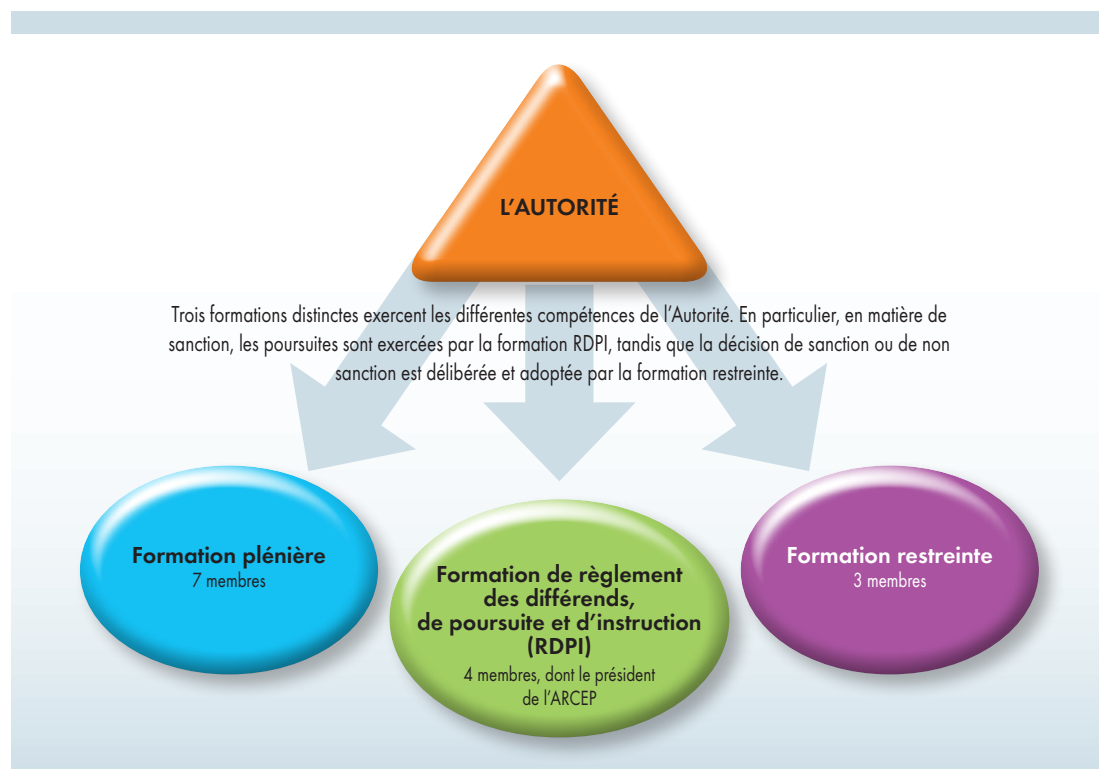 L'AUTORITÉ
Trois formations distinctes exercent les différentes compétences de l'Autorité. En particulier, en matière de
sanction, les poursuites sont exercées par la formation RDPI, tandis que la décision de sanction ou de non
sanction est délibérée et adoptée par la formation restreinte.
Formation plénière
7 membres
Formation de règlement
des différends,
de poursuite et d'instruction
(RDPI)
4 membres, dont le président
de l'ARCEP
Formation restreinte
3 membres